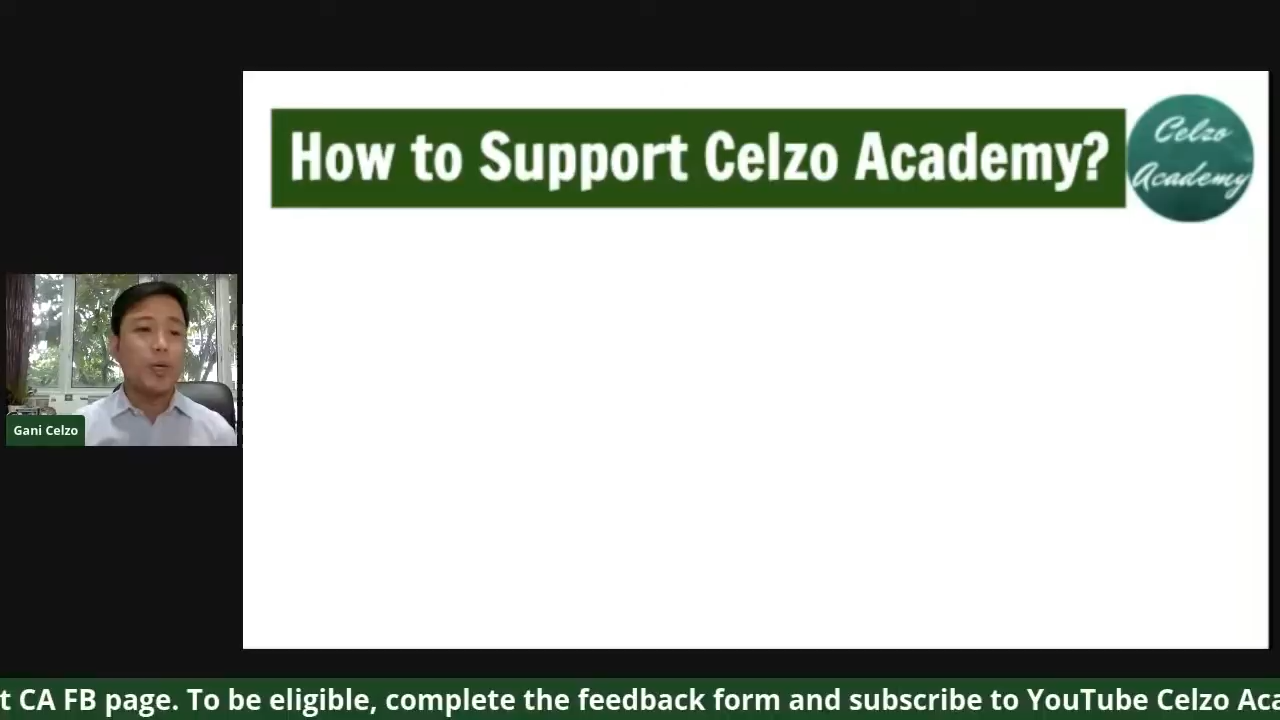 How to Support Celzo Academy?
Celzo
Academy
Gani Celzo
CA FB page. To be eligible, complete the feedback form and subscribe to YouTube Celzo